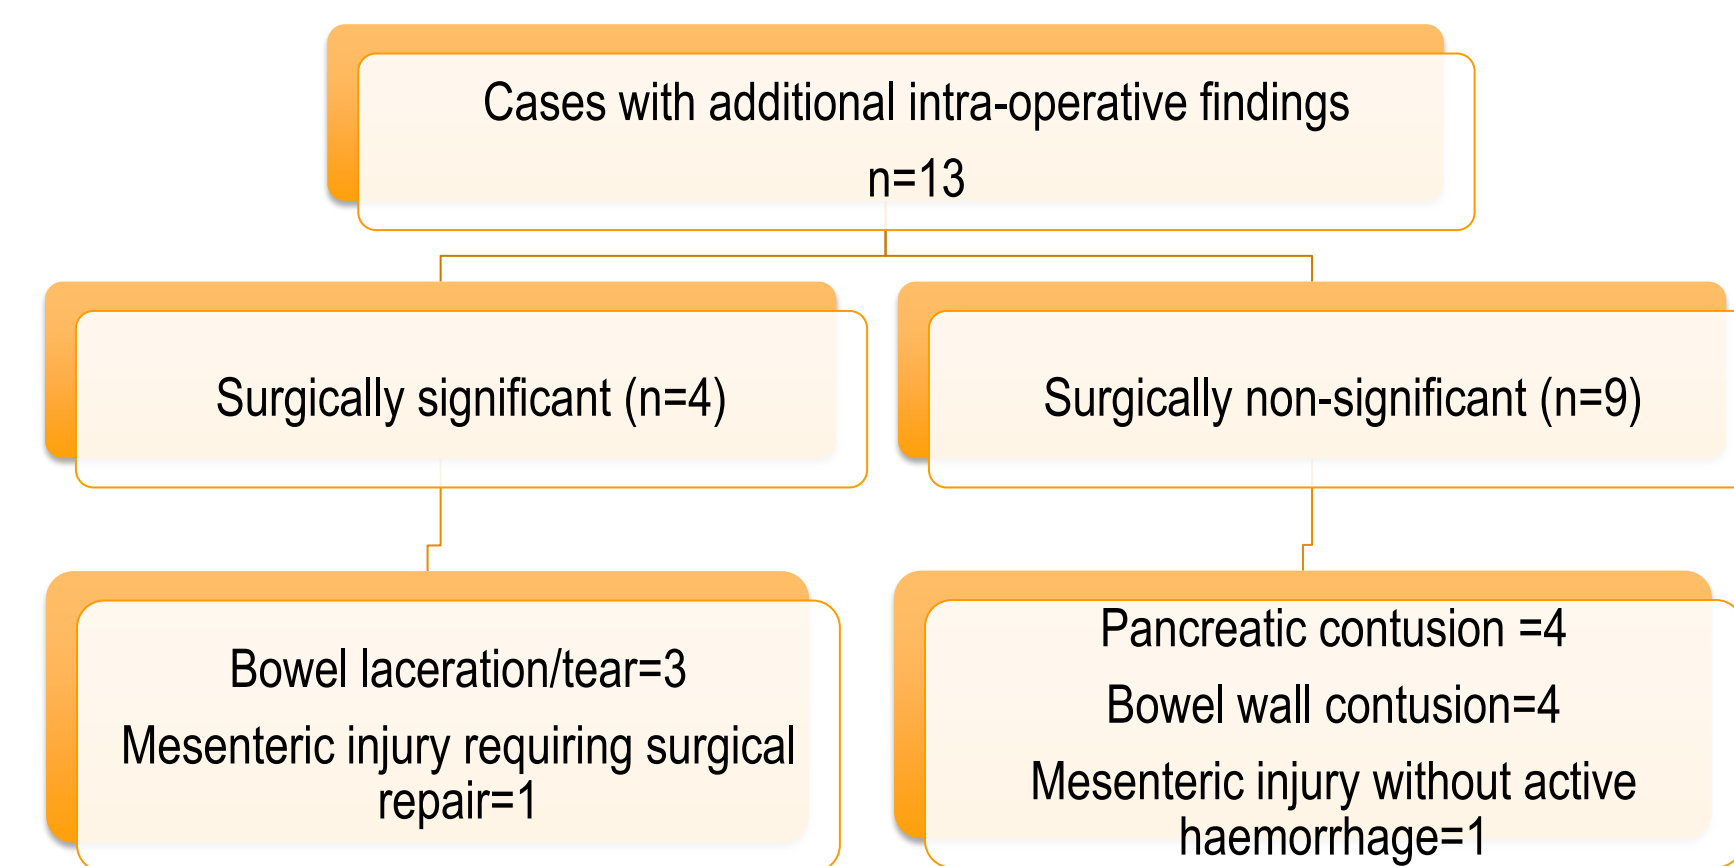 Cases with additional intra-operative findings
n=13
Surgically significant (n=4)
Surgically non-significant (n=9)
Bowel laceration/tear=3
Mesenteric injury requiring surgical
repair=1
Pancreatic contusion =4
Bowel wall contusion=4
Mesenteric injury without active
haemorrhage=1